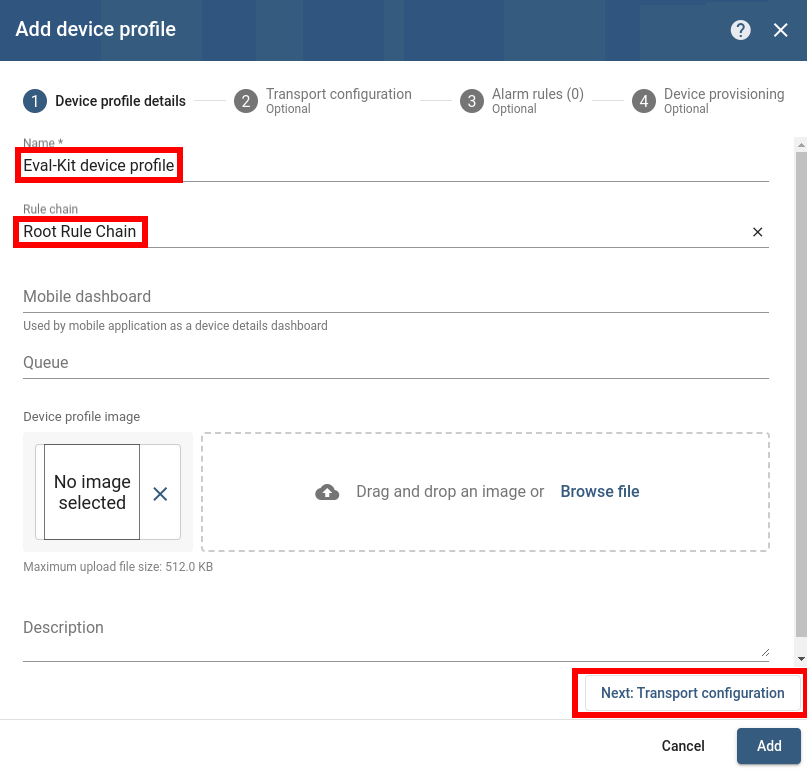 Add device profile
?
1 Device profile details
2 Transport configuration
Optional
3 Alarm rules (0)
Optional
4 Device provisioning
Optional
Name *
Eval-Kit device profile
Rule chain
Root Rule Chain
Mobile dashboard
Used by mobile application as a device details dashboard
Queue
Device profile image
No image
selected
Drag and drop an image or Browse file
Maximum upload file size: 512.0 KB
Description
Next: Transport configuration
Cancel
Add